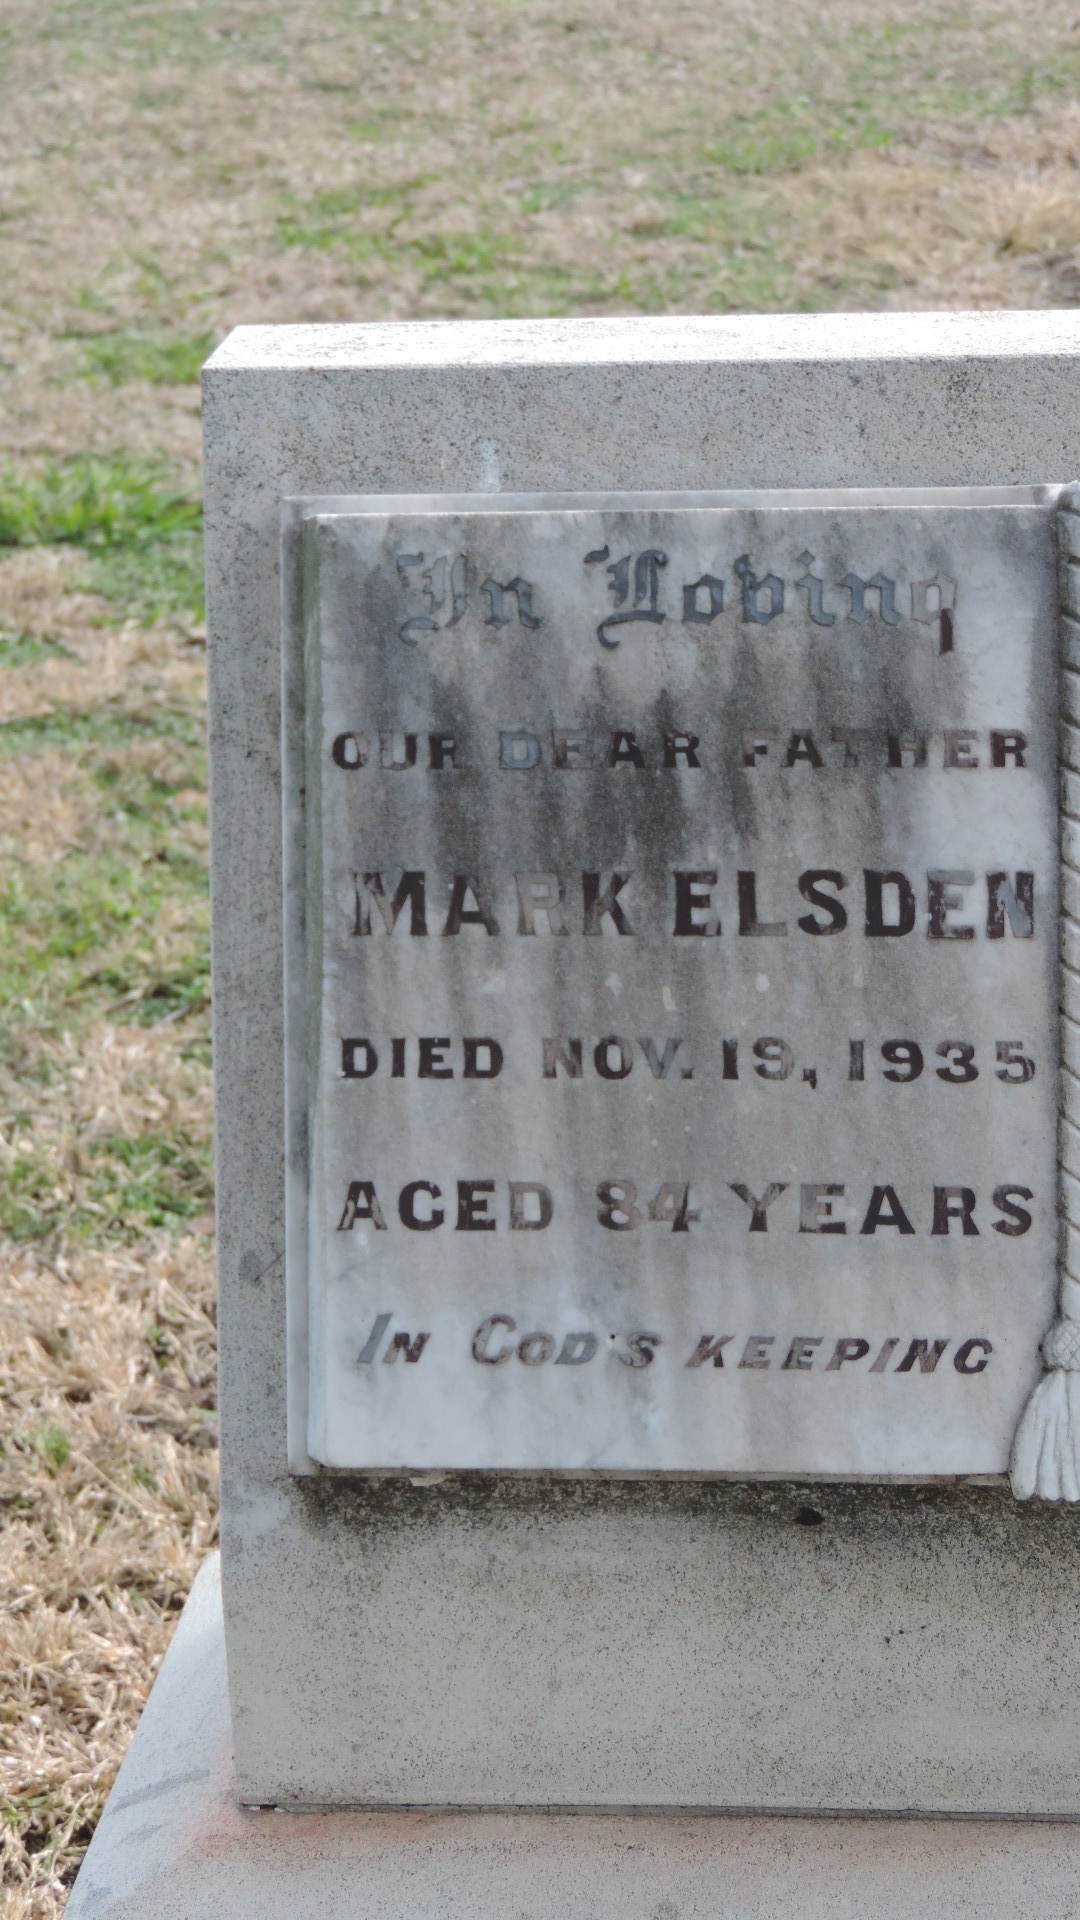 In Loving
OUR DEAR FATHER
MARK ELSDEN
DIED NOV. 19, 1935
AGED 84 YEARS
IN GOD'S KEEPING